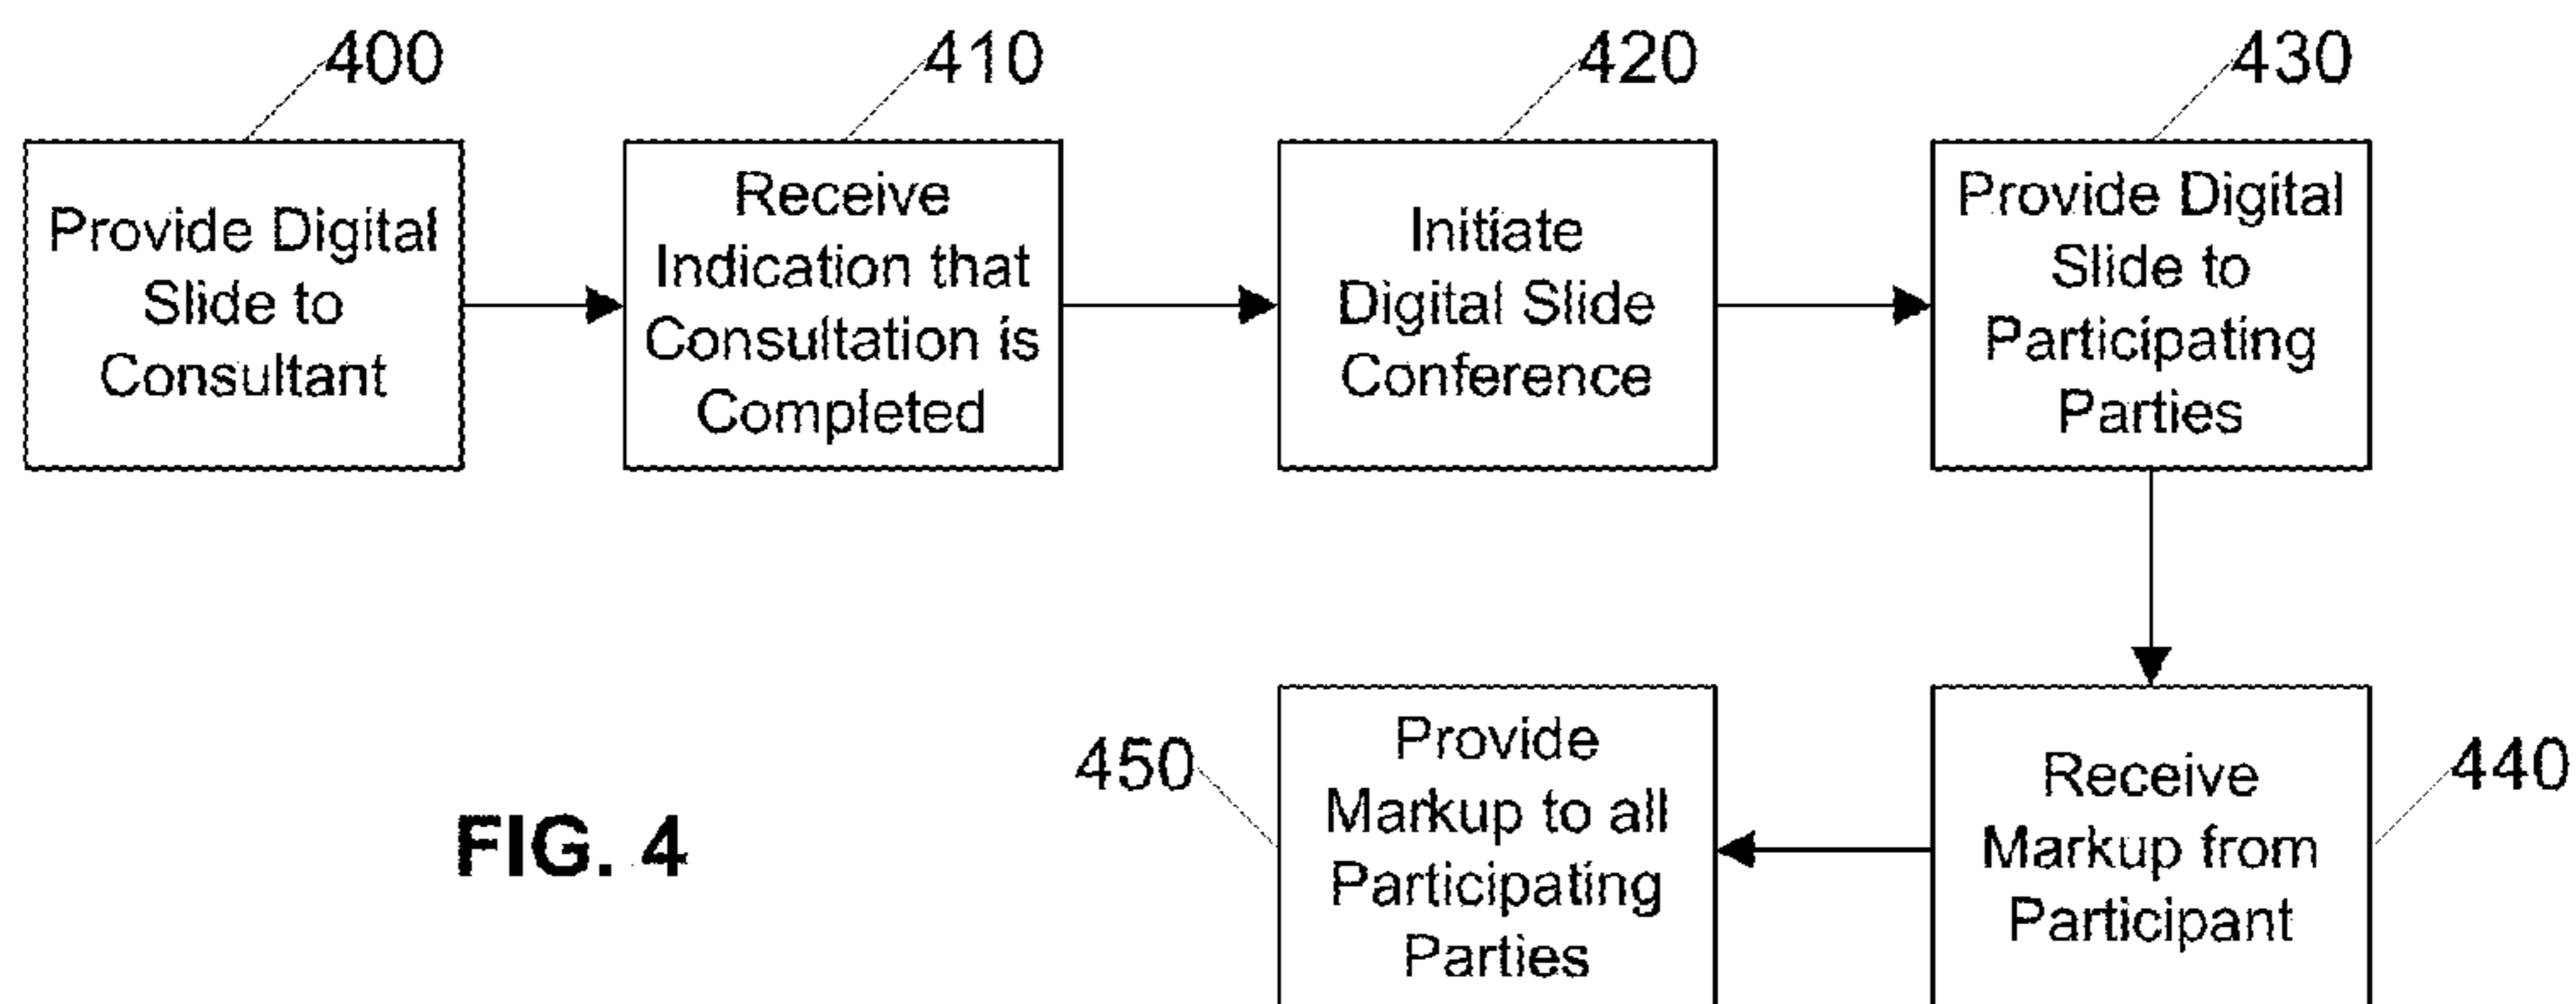 400
410
420
430
Provide Digital
Slide to
Consultant
Receive
Indication that
Consultation is
Completed
Initiate
Digital Slide
Conference
Provide Digital
Slide to
Participating
Parties
440
Receive
Markup from
Participant
450
Provide
Markup to all
Participating
Parties
FIG. 4